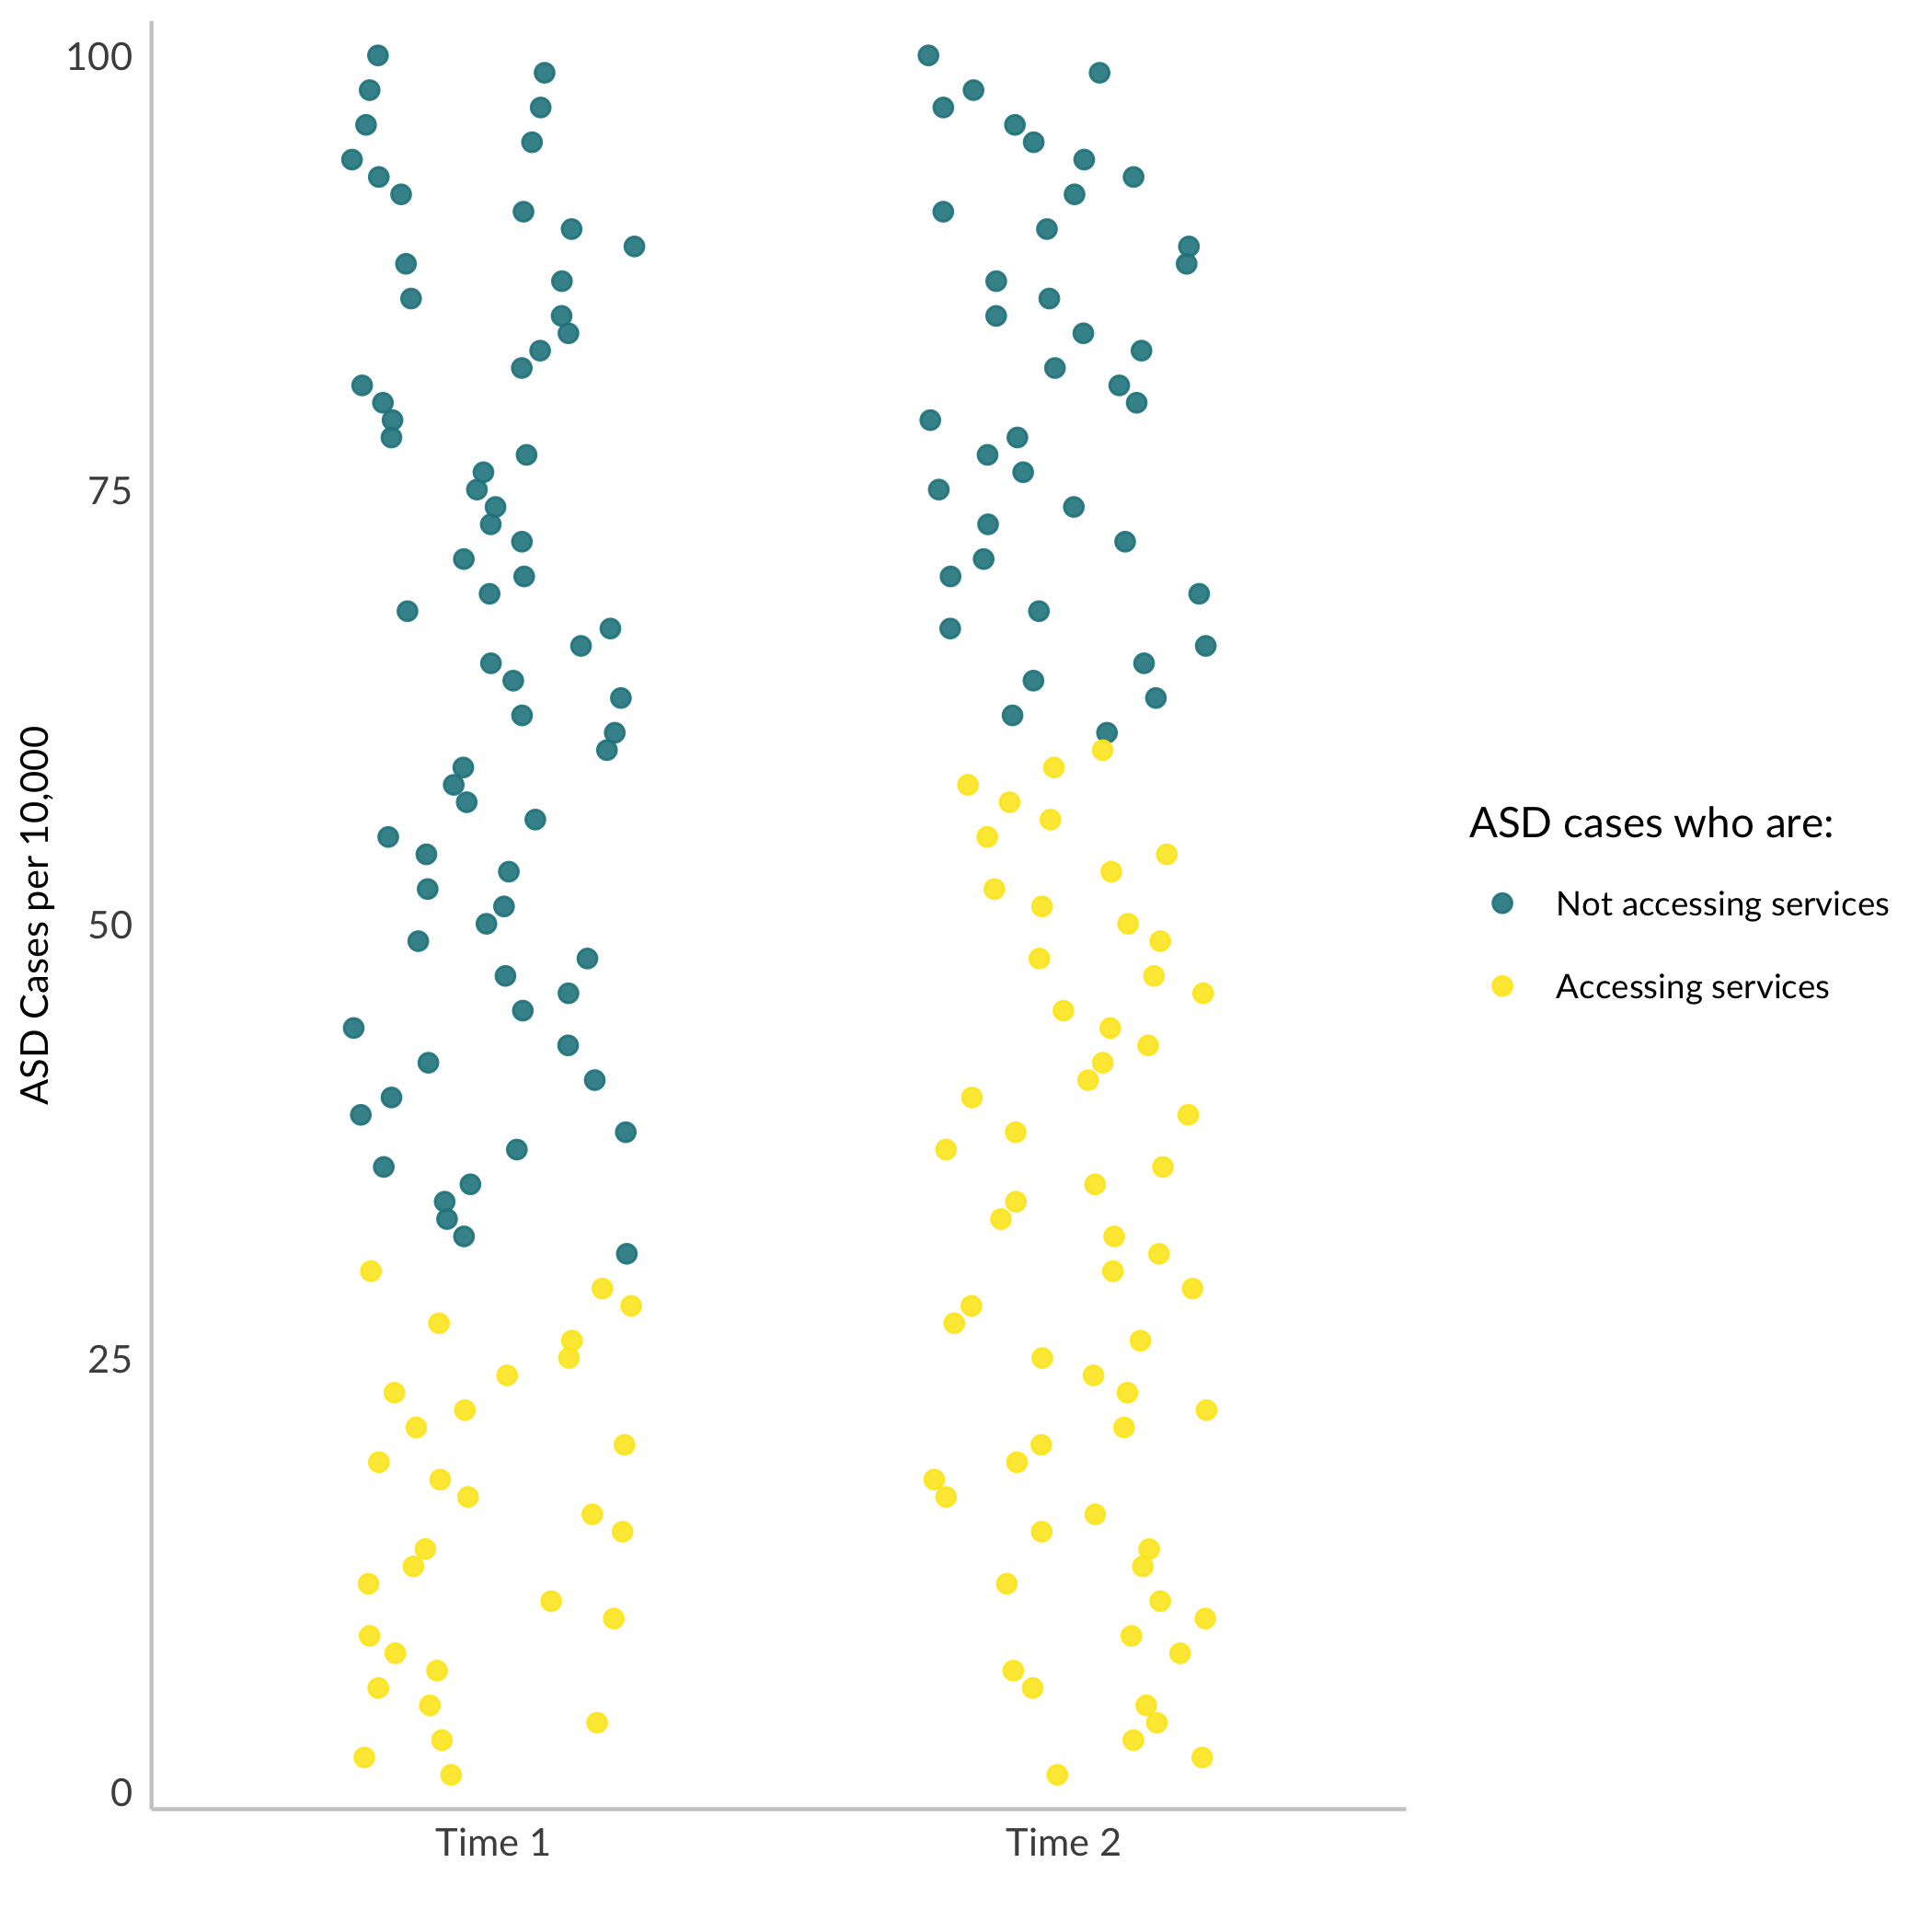 100
75
50
25
0
ASD Cases per 10,000
Time 1
Time 2
ASD cases who are:
Not accessing services
Accessing services